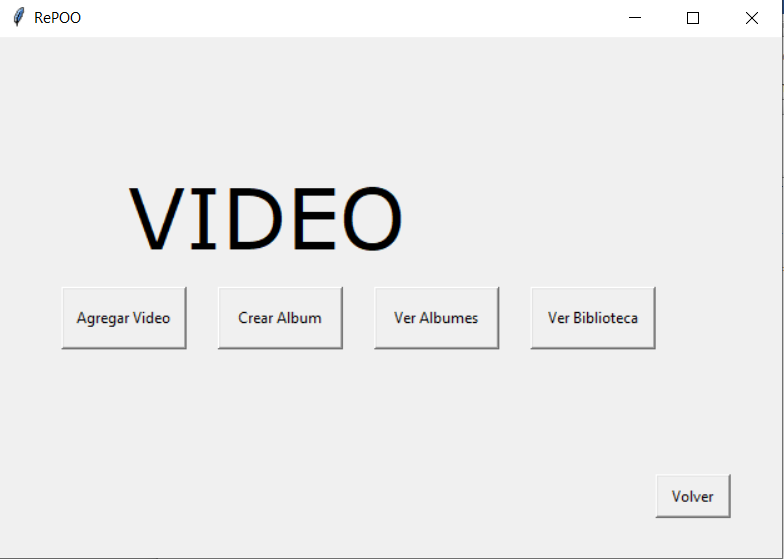 RePOO
VIDEO
Agregar Video Crear Album Ver Albumes Ver Biblioteca
Volver